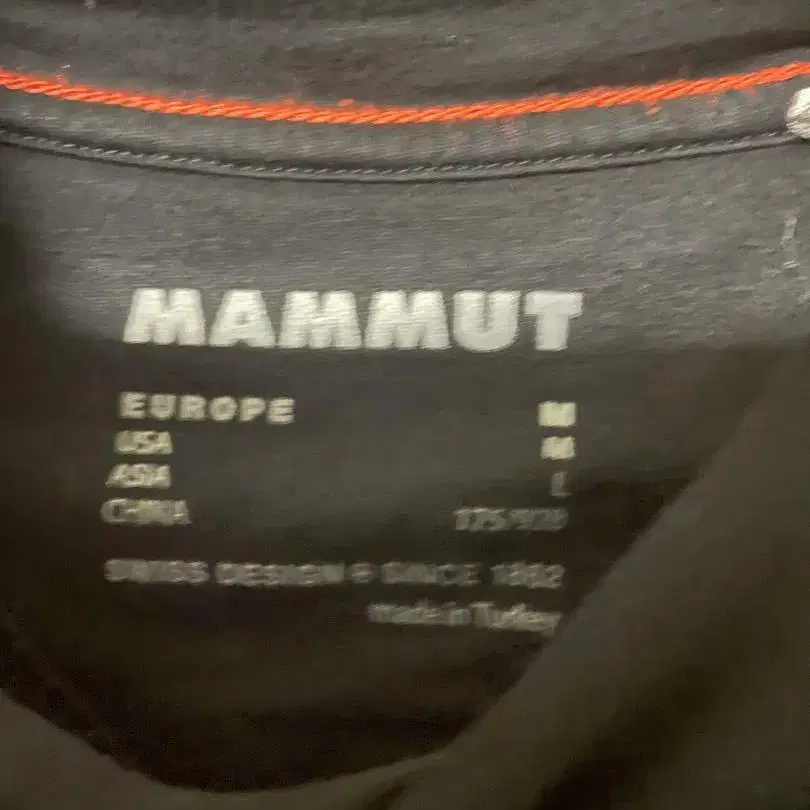 MAMMUT
EUROPE M
USA M
ASIA L
CHINA
SWISS DESIGN SINCE 1862
made in Turkey